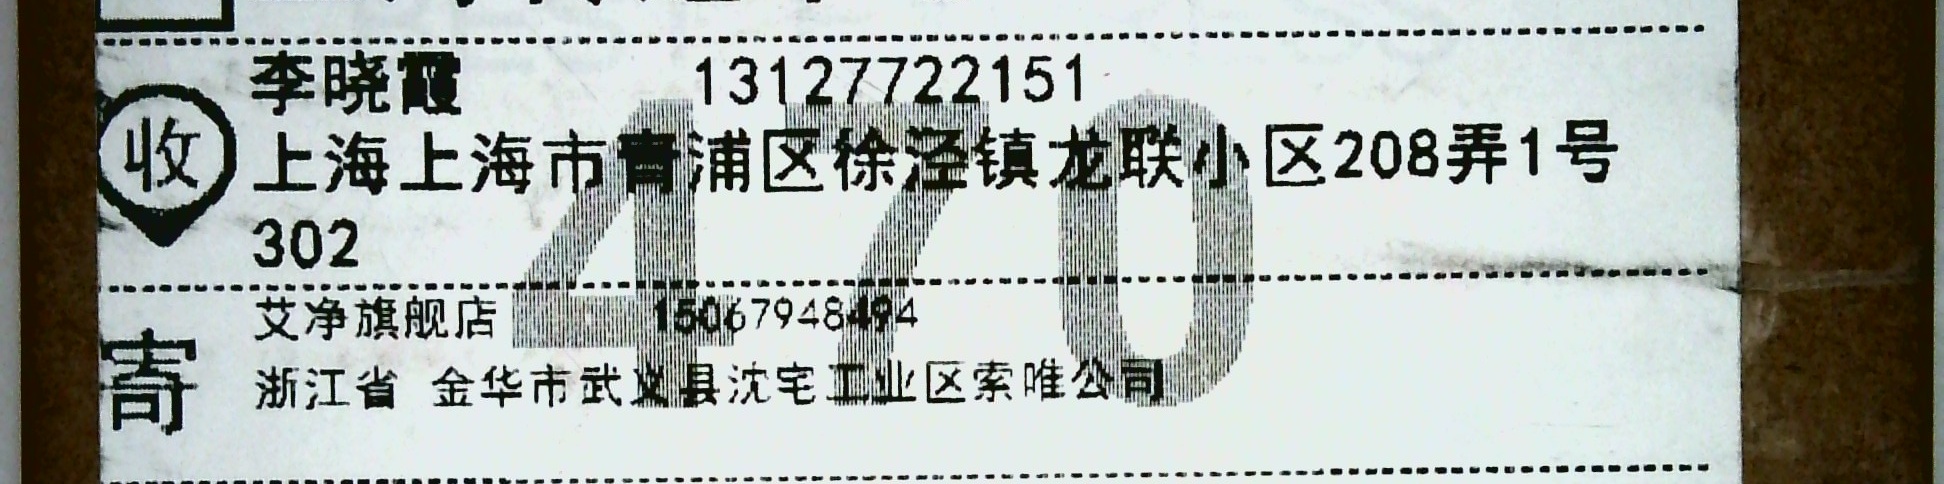 李晓霞 13127722151
收
上海上海市青浦区徐泾镇龙联小区208弄1号
302
470
艾净旗舰店 15067948494
寄
浙江省 金华市武义县沈宅工业区索唯公司